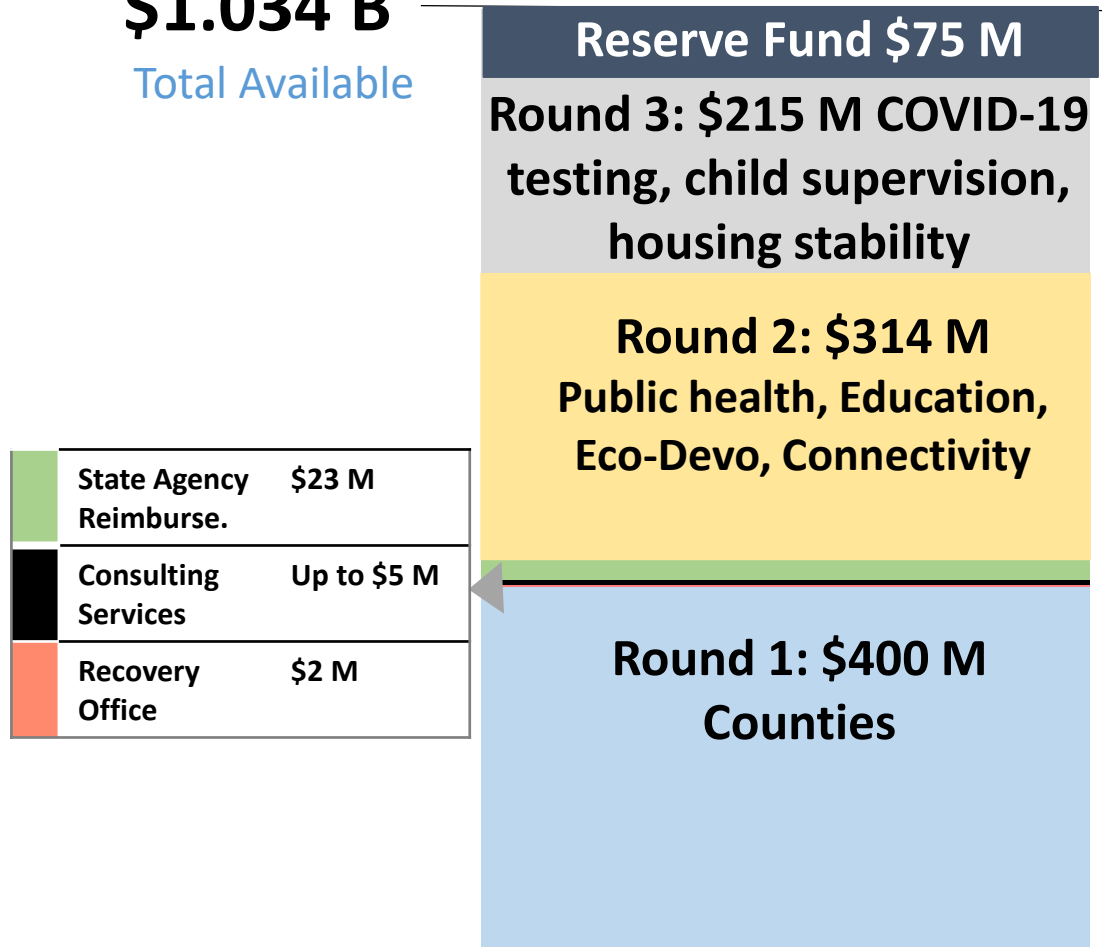 $1.034 B
Total Available
Reserve Fund $75 M
Round 3: $215 M COVID-19
testing, child supervision,
housing stability
Round 2: $314 M
Public health, Education,
Eco-Devo, Connectivity
State Agency $23 M
Reimburse.
Consulting Up to $5 M
Services
Recovery $2 M
Office
Round 1: $400 M
Counties